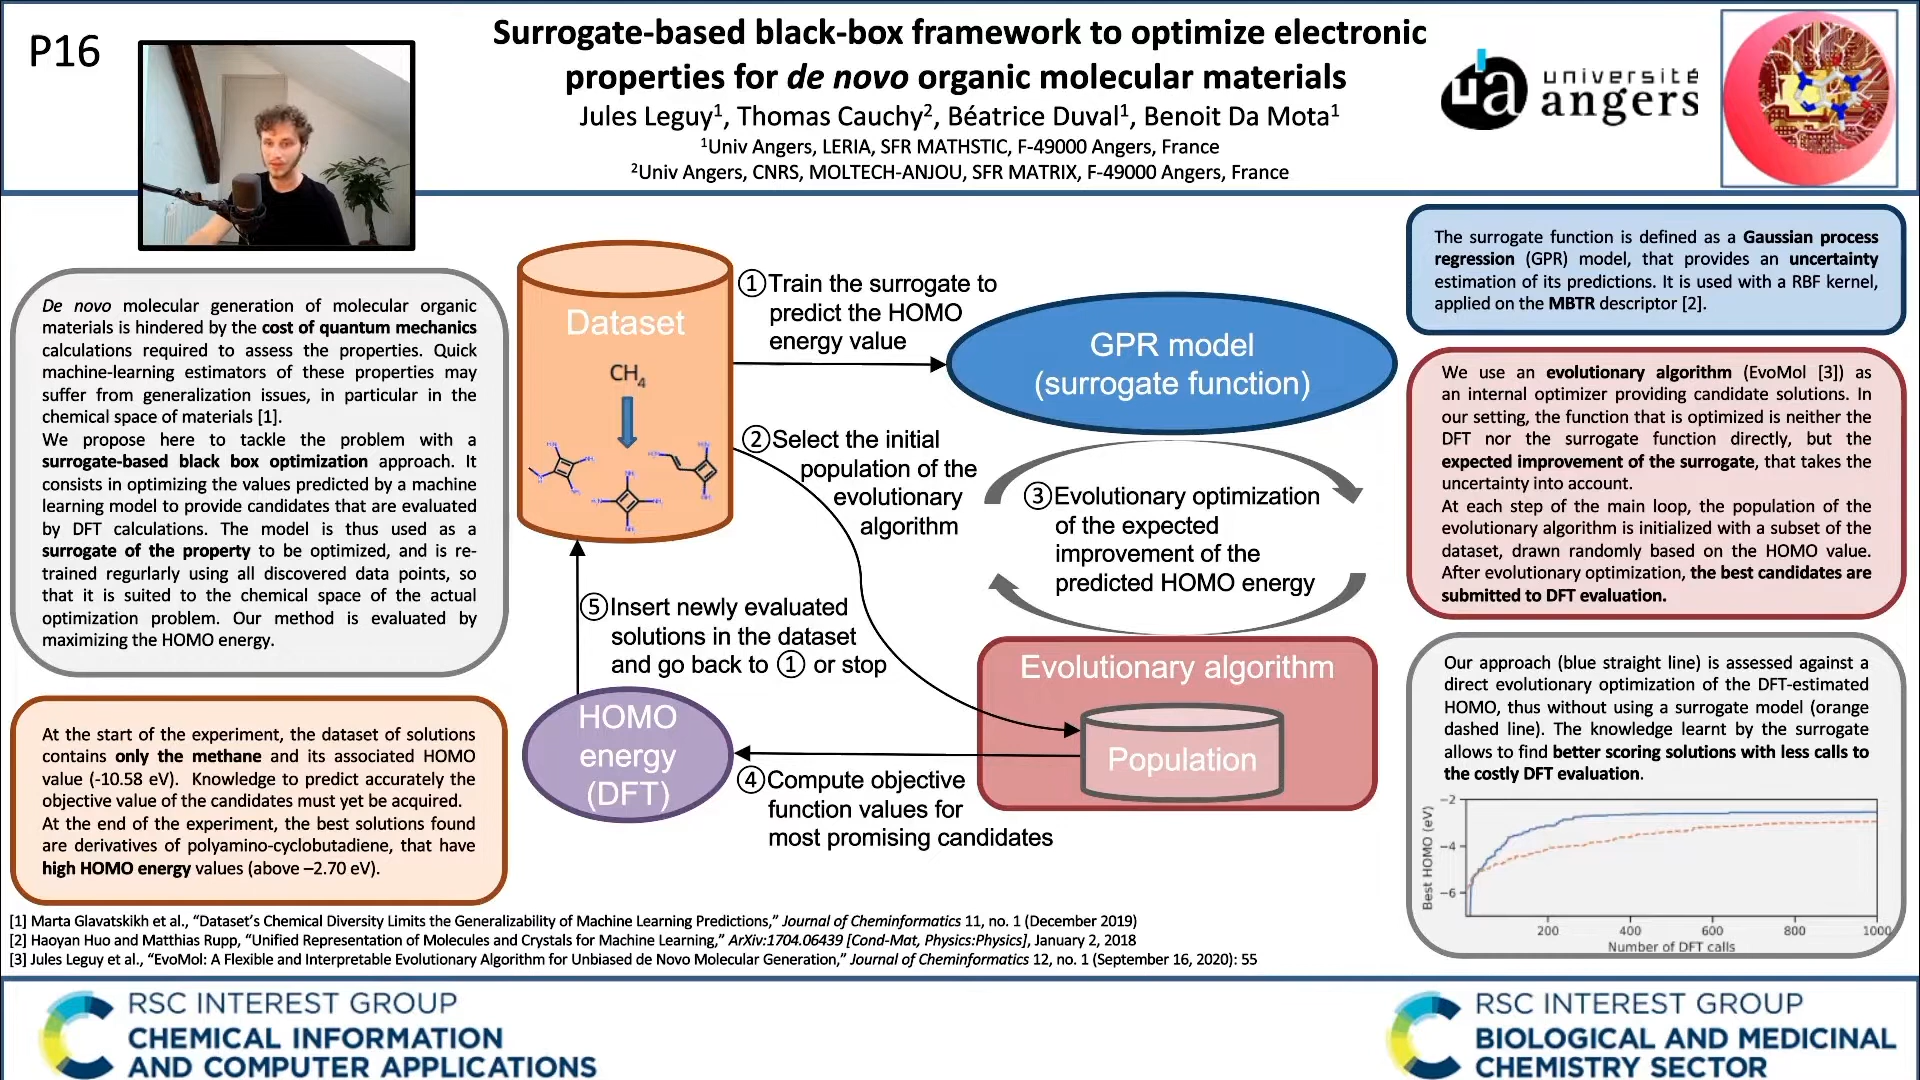 P16
Surrogate-based black-box framework to optimize electronic
properties for de novo organic molecular materials
Jules Leguy¹, Thomas Cauchy², Béatrice Duval¹, Benoit Da Mota¹
¹Univ Angers, LERIA, SFR MATHSTIC, F-49000 Angers, France
²Univ Angers, CNRS, MOLTECH-ANJOU, SFR MATRIX, F-49000 Angers, France
ua
université
angers
De novo molecular generation of molecular organic
materials is hindered by the cost of quantum mechanics
calculations required to assess the properties. Quick
machine-learning estimators of these properties may
suffer from generalization issues, in particular in the
chemical space of materials [1].
We propose here to tackle the problem with a
surrogate-based black box optimization approach. It
consists in optimizing the values predicted by a machine
learning model to provide candidates that are evaluated
by DFT calculations. The model is thus used as a
surrogate of the property to be optimized, and is re-
trained regurlarly using all discovered data points, so
that it is suited to the chemical space of the actual
optimization problem. Our method is evaluated by
maximizing the HOMO energy.
At the start of the experiment, the dataset of solutions
contains only the methane and its associated HOMO
value (-10.58 eV). Knowledge to predict accurately the
objective value of the candidates must yet be acquired.
At the end of the experiment, the best solutions found
are derivatives of polyamino-cyclobutadiene, that have
high HOMO energy values (above –2.70 eV).
Dataset
CH₄
①Train the surrogate to
predict the HOMO
energy value
GPR model
(surrogate function)
②Select the initial
population of the
evolutionary
algorithm
③Evolutionary optimization
of the expected
improvement of the
predicted HOMO energy
⑤Insert newly evaluated
solutions in the dataset
and go back to ① or stop
Evolutionary algorithm
Population
HOMO
energy
(DFT)
④Compute objective
function values for
most promising candidates
The surrogate function is defined as a Gaussian process
regression (GPR) model, that provides an uncertainty
estimation of its predictions. It is used with a RBF kernel,
applied on the MBTR descriptor [2].
We use an evolutionary algorithm (EvoMol [3]) as
an internal optimizer providing candidate solutions. In
our setting, the function that is optimized is neither the
DFT nor the surrogate function directly, but the
expected improvement of the surrogate, that takes the
uncertainty into account.
At each step of the main loop, the population of the
evolutionary algorithm is initialized with a subset of the
dataset, drawn randomly based on the HOMO value.
After evolutionary optimization, the best candidates are
submitted to DFT evaluation.
Our approach (blue straight line) is assessed against a
direct evolutionary optimization of the DFT-estimated
HOMO, thus without using a surrogate model (orange
dashed line). The knowledge learnt by the surrogate
allows to find better scoring solutions with less calls to
the costly DFT evaluation.
Best HOMO (eV)
−2
−4
−6
200 400 600 800 1000
Number of DFT calls
[1] Marta Glavatskikh et al., “Dataset’s Chemical Diversity Limits the Generalizability of Machine Learning Predictions,” Journal of Cheminformatics 11, no. 1 (December 2019)
[2] Haoyan Huo and Matthias Rupp, “Unified Representation of Molecules and Crystals for Machine Learning,” ArXiv:1704.06439 [Cond-Mat, Physics:Physics], January 2, 2018
[3] Jules Leguy et al., “EvoMol: A Flexible and Interpretable Evolutionary Algorithm for Unbiased de Novo Molecular Generation,” Journal of Cheminformatics 12, no. 1 (September 16, 2020): 55
RSC INTEREST GROUP
CHEMICAL INFORMATION
AND COMPUTER APPLICATIONS
RSC INTEREST GROUP
BIOLOGICAL AND MEDICINAL
CHEMISTRY SECTOR